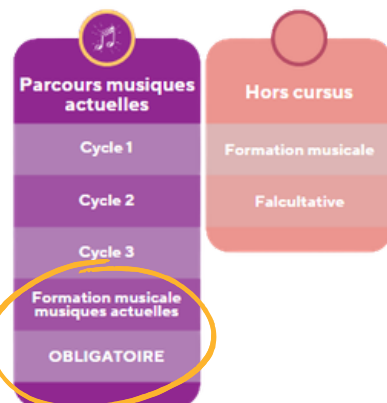 Parcours musiques
actuelles
Cycle 1
Cycle 2
Cycle 3
Formation musicale
musiques actuelles
OBLIGATOIRE
Hors cursus
Formation musicale
Falcultative